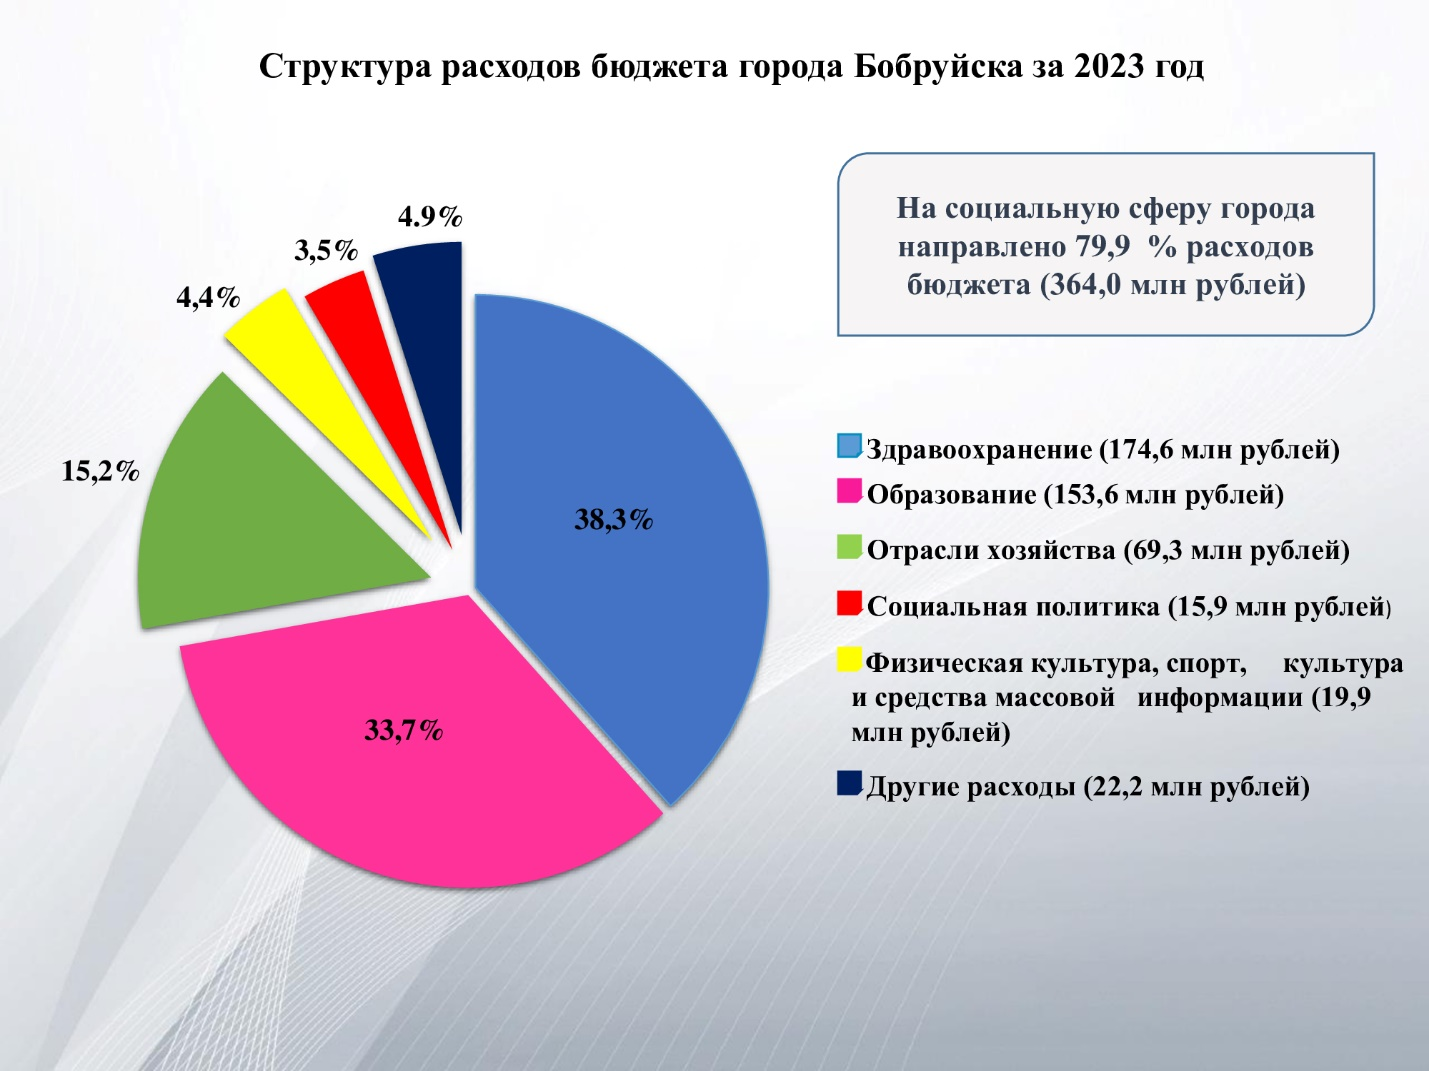 Структура расходов бюджета города Бобруйска за 2023 год
На социальную сферу города
направлено 79,9 % расходов
бюджета (364,0 млн рублей)
4.9%
3,5%
4,4%
15,2%
38,3%
33,7%
Здравоохранение (174,6 млн рублей)
Образование (153,6 млн рублей)
Отрасли хозяйства (69,3 млн рублей)
Социальная политика (15,9 млн рублей)
Физическая культура, спорт, культура
и средства массовой информации (19,9
млн рублей)
Другие расходы (22,2 млн рублей)